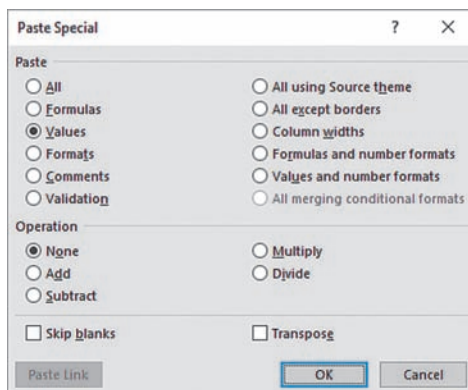 Paste Special ? ×
Paste
All
Formulas
Values
Formats
Comments
Validation
All using Source theme
All except borders
Column widths
Formulas and number formats
Values and number formats
All merging conditional formats
Operation
None
Add
Subtract
Multiply
Divide
Skip blanks
Transpose
Paste Link
OK
Cancel